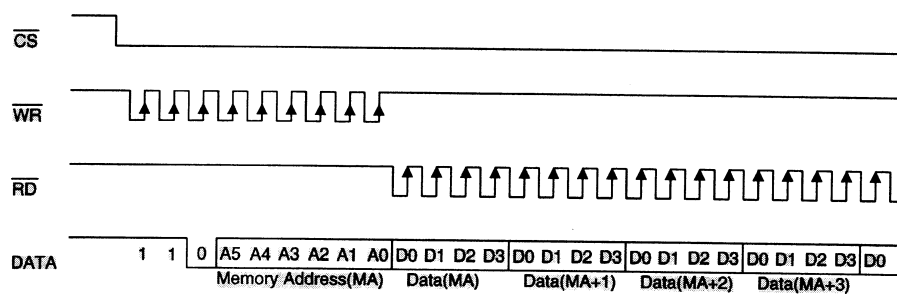 CS
WR
RD
DATA 1 1 0 A5 A4 A3 A2 A1 A0 D0 D1 D2 D3 D0 D1 D2 D3 D0 D1 D2 D3 D0 D1 D2 D3 D0
Memory Address(MA) Data(MA) Data(MA+1) Data(MA+2) Data(MA+3)